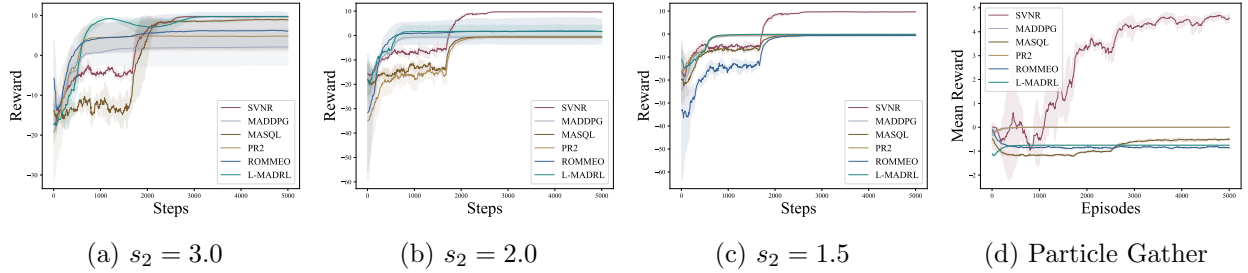 10
0
−10
−20
−30
0
1000
2000
3000
4000
5000
Reward
Steps
SVNR
MADDPG
MASQL
PR2
ROMMEO
L-MADRL
(a) s₂ = 3.0
10
0
−10
−20
−30
−40
−50
−60
0
1000
2000
3000
4000
5000
Reward
Steps
SVNR
MADDPG
MASQL
PR2
ROMMEO
L-MADRL
(b) s₂ = 2.0
10
0
−10
−20
−30
−40
−50
−60
0
1000
2000
3000
4000
5000
Reward
Steps
SVNR
MADDPG
MASQL
PR2
ROMMEO
L-MADRL
(c) s₂ = 1.5
5
4
3
2
1
0
−1
−2
0
1000
2000
3000
4000
5000
Mean Reward
Episodes
SVNR
MADDPG
MASQL
PR2
ROMMEO
L-MADRL
(d) Particle Gather